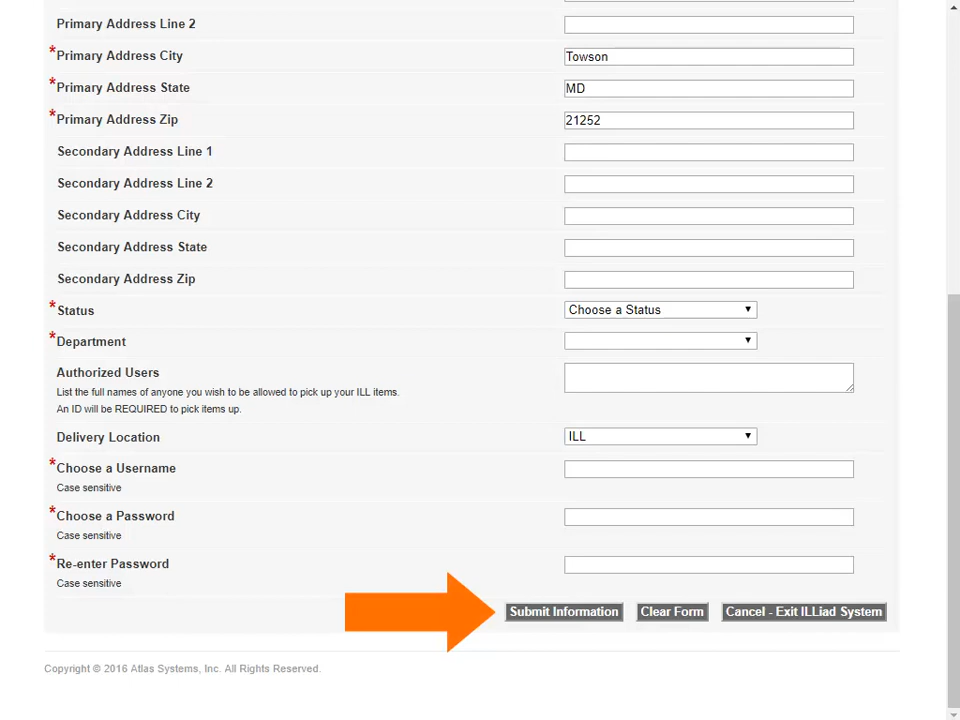 Primary Address Line 2
*Primary Address City Towson
*Primary Address State MD
*Primary Address Zip 21252
Secondary Address Line 1
Secondary Address Line 2
Secondary Address City
Secondary Address State
Secondary Address Zip
*Status Choose a Status
*Department
Authorized Users
List the full names of anyone you wish to be allowed to pick up your ILL items.
An ID will be REQUIRED to pick items up.
Delivery Location ILL
*Choose a Username
Case sensitive
*Choose a Password
Case sensitive
*Re-enter Password
Case sensitive
Submit Information Clear Form Cancel - Exit ILLiad System
Copyright © 2016 Atlas Systems, Inc. All Rights Reserved.